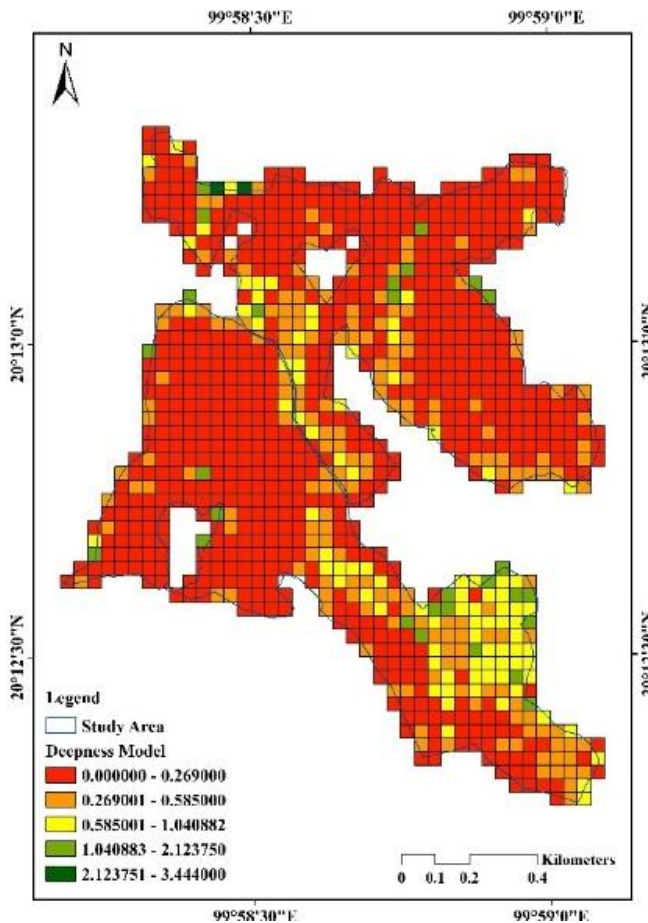 99°58'30"E 99°59'0"E
N
20°13'0"N 20°13'0"N
20°12'30"N 20°12'30"N
Legend
Study Area
Deepness Model
0.000000 - 0.269000
0.269001 - 0.585000
0.585001 - 1.040882
1.040883 - 2.123750
2.123751 - 3.444000
Kilometers
0 0.1 0.2 0.4
99°58'30"E 99°59'0"E